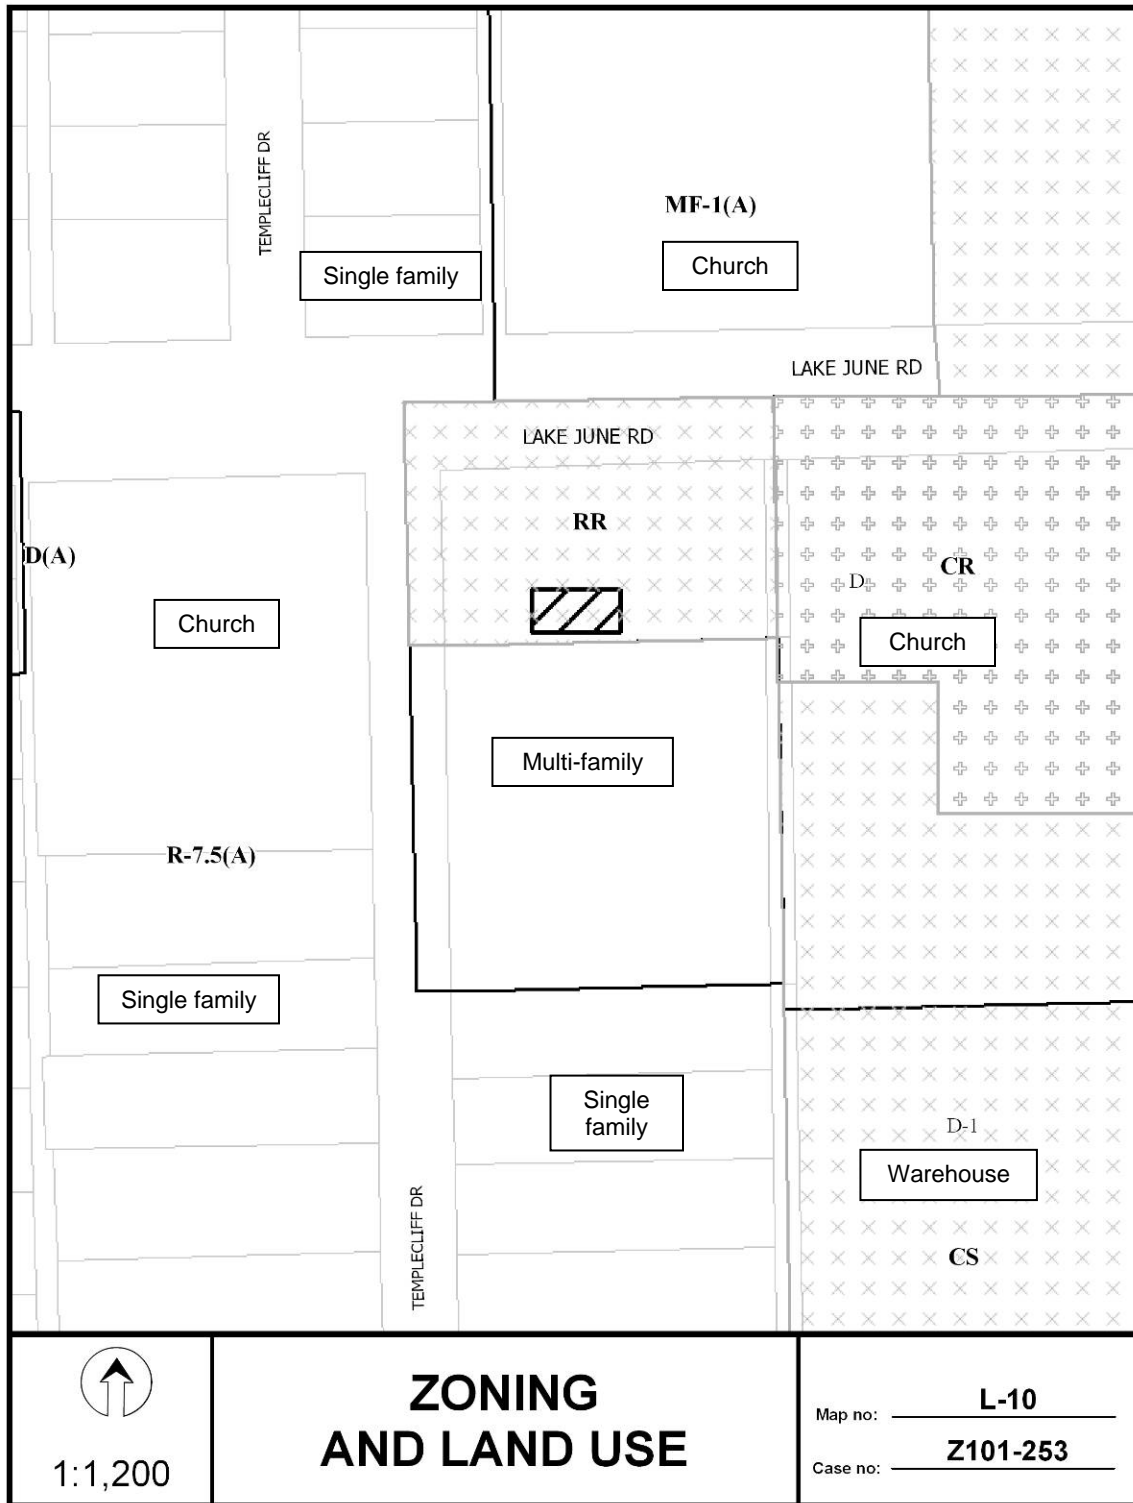 TEMPLECLIFF DR
MF-1(A)
Single family
Church
LAKE JUNE RD
LAKE JUNE RD
RR
D(A)
CR
D
Church
Church
Multi-family
R-7.5(A)
Single family
Single
family
D-1
Warehouse
TEMPLECLIFF DR
CS
1:1,200
ZONING
AND LAND USE
Map no: L-10
Case no: Z101-253